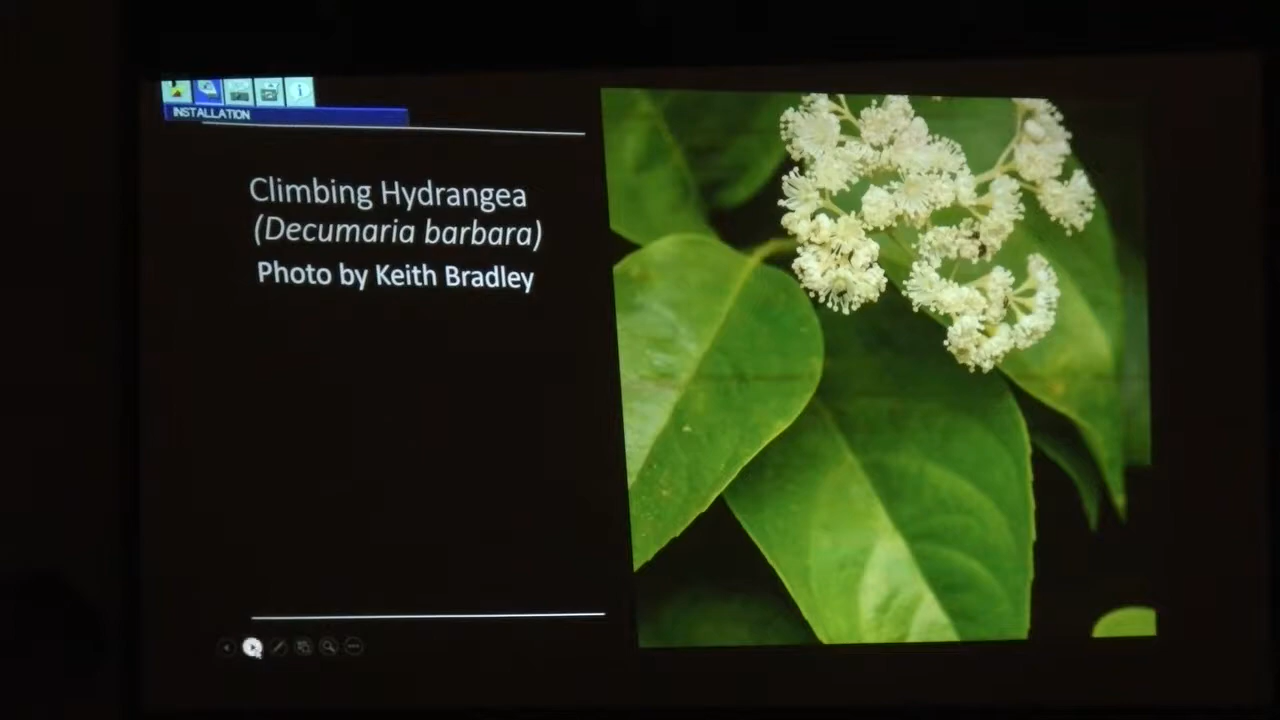 INSTALLATION
Climbing Hydrangea
(Decumaria barbara)
Photo by Keith Bradley